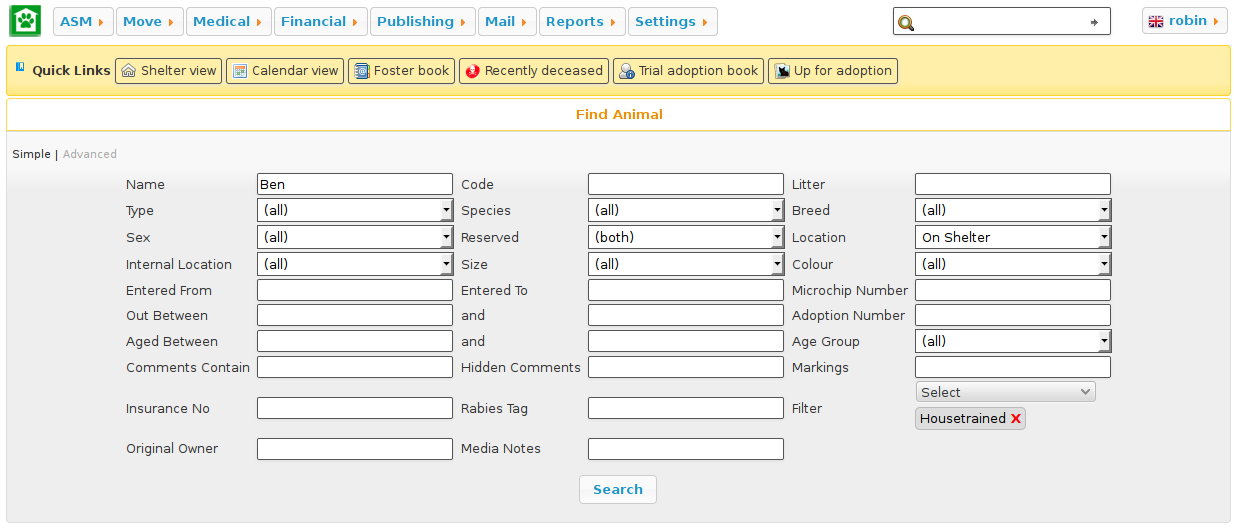 ASM Move Medical Financial Publishing Mail Reports Settings robin
Quick Links Shelter view Calendar view Foster book Recently deceased Trial adoption book Up for adoption
Find Animal
Simple | Advanced
Name Ben Code Litter
Type (all) Species (all) Breed (all)
Sex (all) Reserved (both) Location On Shelter
Internal Location (all) Size (all) Colour (all)
Entered From Entered To Microchip Number
Out Between and Adoption Number
Aged Between and Age Group (all)
Comments Contain Hidden Comments Markings
Select
Insurance No Rabies Tag Filter
Housetrained X
Original Owner Media Notes
Search